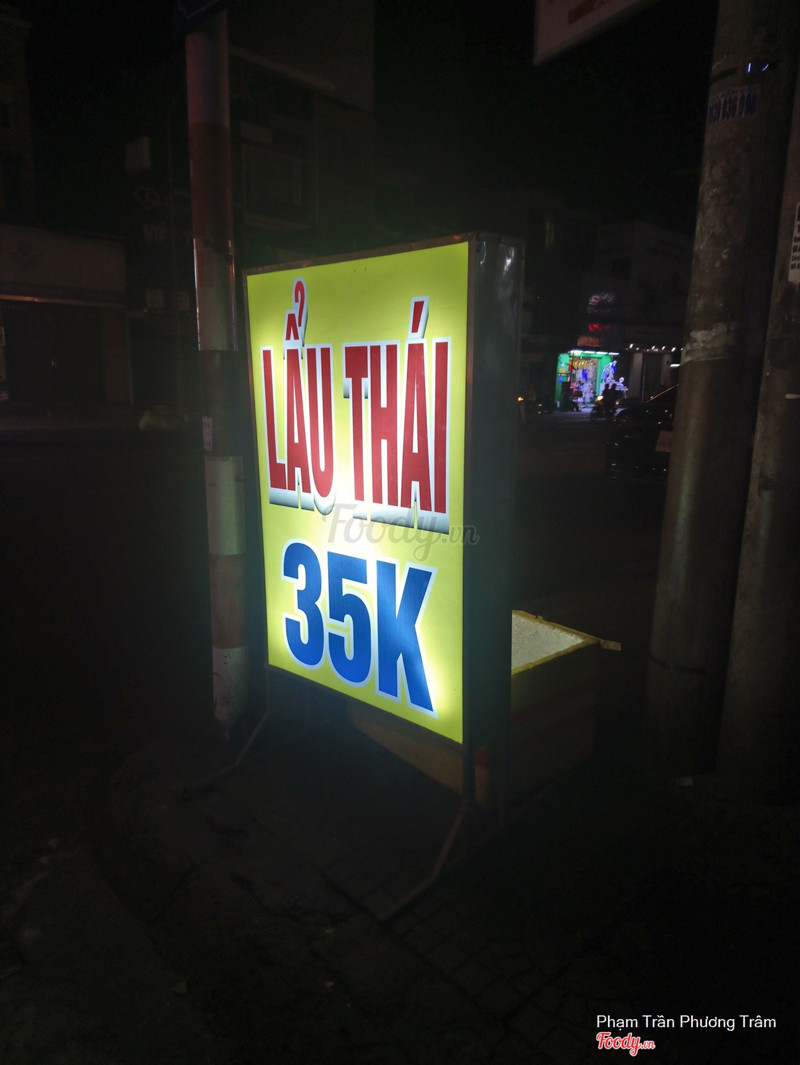 LẨU THÁI
35K
Foody.vn
Phạm Trần Phương Trâm
Foody.vn